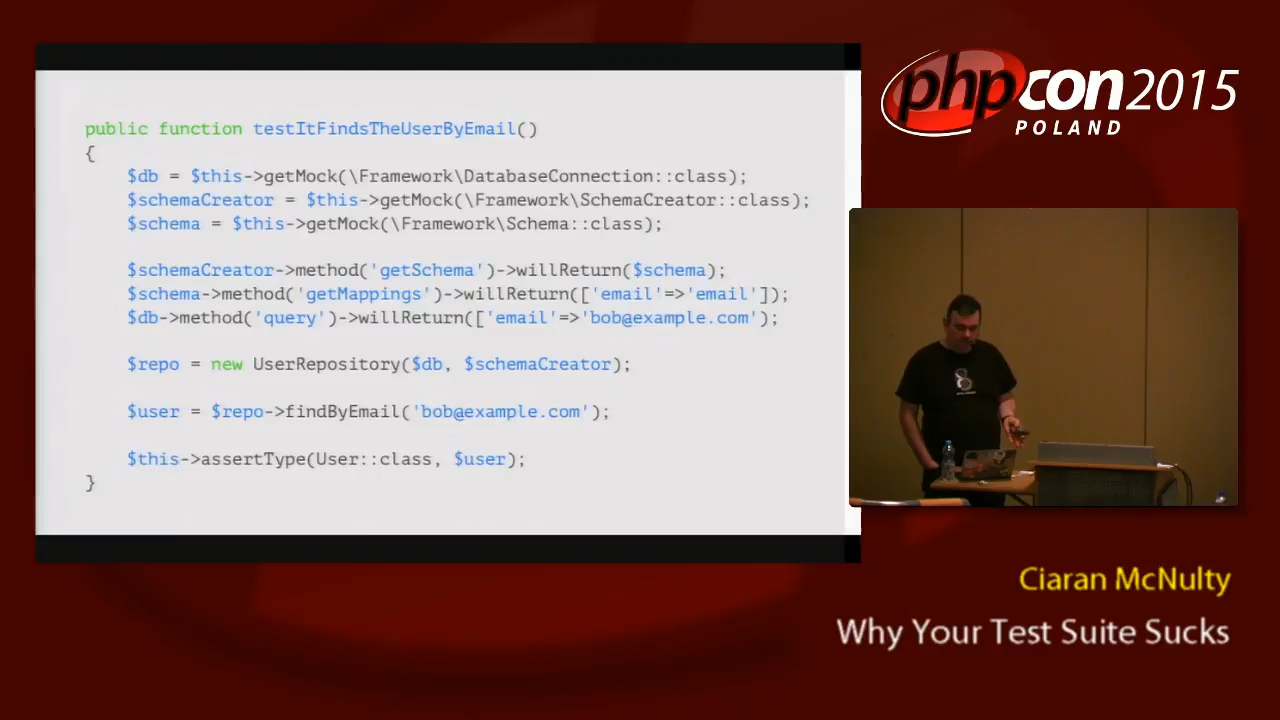 public function testItFindsTheUserByEmail()
{
$db = $this->getMock(\Framework\DatabaseConnection::class);
$schemaCreator = $this->getMock(\Framework\SchemaCreator::class);
$schema = $this->getMock(\Framework\Schema::class);
$schemaCreator->method('getSchema')->willReturn($schema);
$schema->method('getMappings')->willReturn(['email'=>'email']);
$db->method('query')->willReturn(['email'=>'bob@example.com');
$repo = new UserRepository($db, $schemaCreator);
$user = $repo->findByEmail('bob@example.com');
$this->assertType(User::class, $user);
}
phpcon2015
POLAND
Ciaran McNulty
Why Your Test Suite Sucks